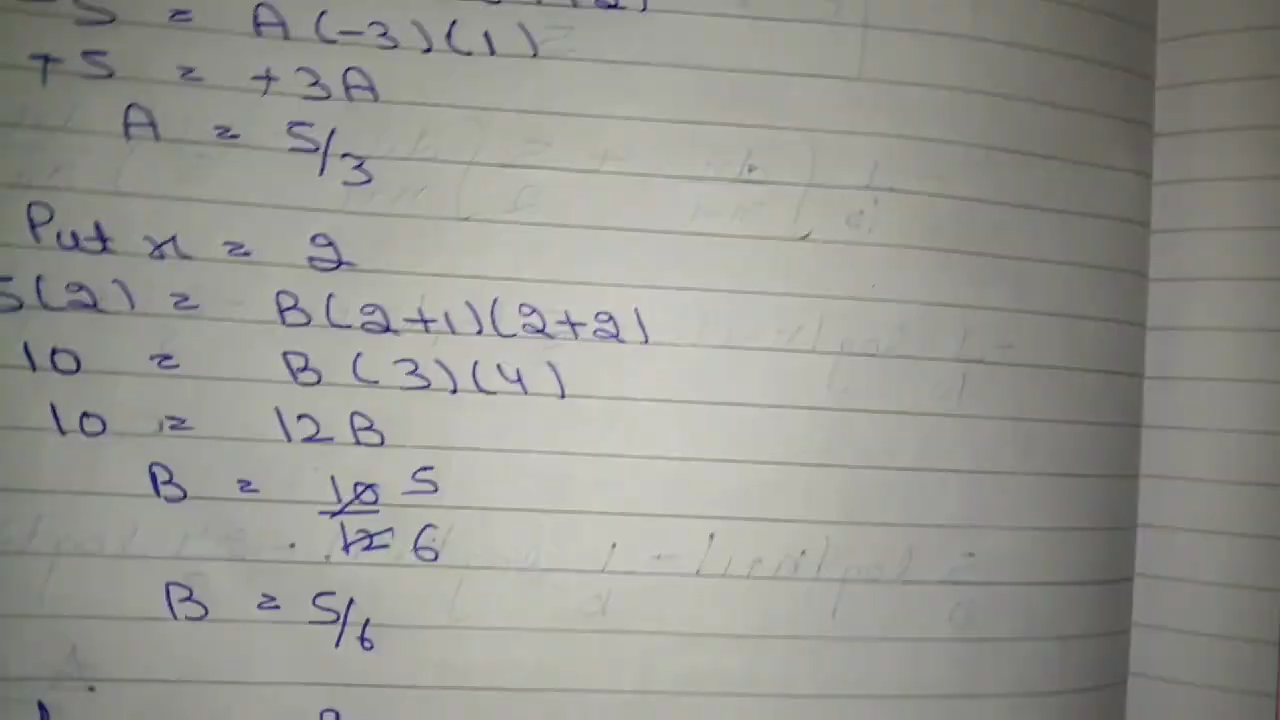 5 = A(-3)(1)
+5 = +3A
A = 5/3
Put x = 2
5(2) = B(2+1)(2+2)
10 = B(3)(4)
10 = 12B
B = 10 5
12 6
B = 5/6